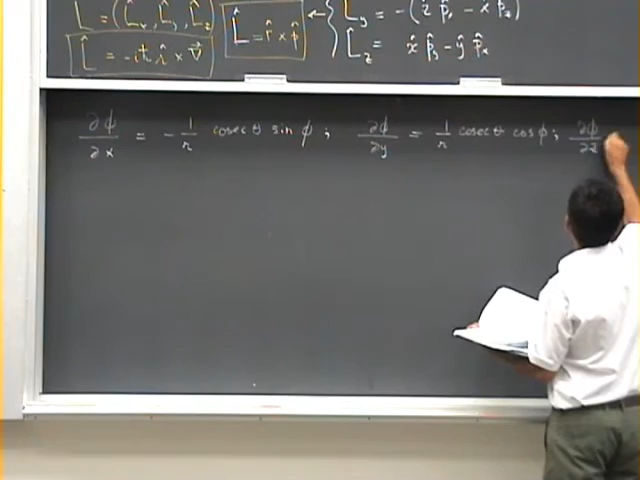 L̂ = (L̂x, L̂y, L̂z)
L̂ = -iħ r̂ × ∇⃗
L̂ = r̂ × p̂ ←
L̂y = -(ẑ p̂x - x̂ p̂z)
L̂z = x̂ p̂y - ŷ p̂x
∂ϕ/∂x = - 1/r cosec θ sin ϕ ; ∂ϕ/∂y = 1/r cosec θ cos ϕ ; ∂ϕ/∂z